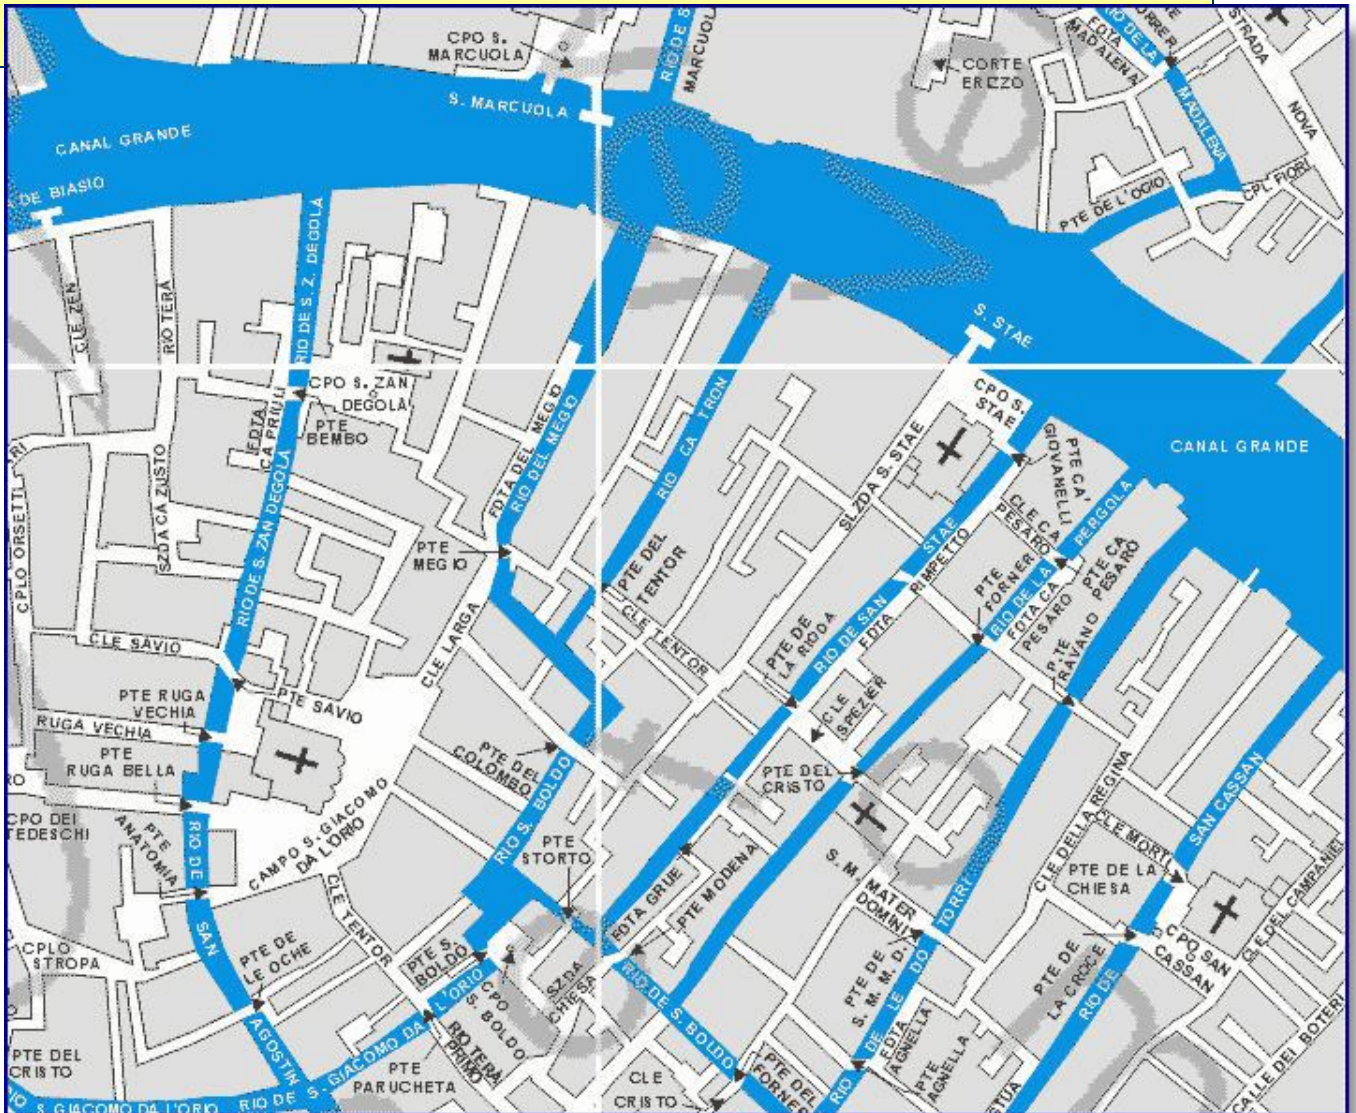 CPO S.
MARCUOLA
S. MARCUOLA
RIO DE S
MARCUOL
RIO DE LA
MADALENA
FDTA
MADALENA
STRADA
NOVA
CORTE
ERIZZO
PTE DE L'OGIO
CPL FIORI
CANAL GRANDE
DE BIASIO
CLE ZEN
RIO TERA
RIO DE S. Z. DEGOLA
S. STAE
CPO S. ZAN
DEGOLA
PTE
BEMBO
FDTA
CA PRIULI
FDTA DEL MEGIO
RIO DEL MEGIO
RIO CA TRON
CPO S.
STAE
SLZDA S. STAE
PTE CA'
GIOVANELLI
CANAL GRANDE
CPLO ORSETTI
SZDA CA ZUSTO
RIO DE S. ZAN DEGOLA
PTE
MEGIO
PTE DEL
TENTOR
CLE TENTOR
CLE CA
PESARO
PERGOLA
RIO DE LA
PTE CA
PESARO
FDTA CA
PESARO
PTE
FORNER
P.TE
RAVANO
STAE
RIO DE SAN
FDTA RIMPETTO
PTE DE
LA RIODA
CLE
SPEZIER
CLE SAVIO
CLE LARGA
PTE RUGA
VECHIA
PTE SAVIO
RUGA VECHIA
PTE
RUGA BELLA
PTE DEL
COLOMBO
PTE DEL
CRISTO
RIO S. BOLDO
PTE
STORTO
CPO DEI
TEDESCHI
PTE
ANATOMIA
RIO DE
SAN
AGOSTIN
CAMPO S. GIACOMO
DA L'ORIO
CLE TENTOR
FDTA GRUE
PTE MODENA
S. M. MATER
DOMINI
CLE DELLA REGINA
CLE MORTI
SAN CASSAN
PTE DE LA
CHIESA
CLE DEL CAMPANIEL
CPO SAN
CASSAN
CPLO
STROPA
PTE DE
LE OCHE
PTE S.
BOLDO
CPO
S. BOLDO
SZDA
CHIESA
RIO DE S. BOLDO
PTE DE
S. M. M. D.
RIO DE LE DO TORRI
FDTA
AGNELLA
PTE
AGNELLA
PTE DE
LA CROCE
RIO DE
CALLE DEI BOTERI
PTE DEL
CRISTO
S. GIACOMO DA L'ORIO
RIO DE S. GIACOMO DA L'ORIO
PTE
PARUCHETA
RIO TERA
PRIMO
CLE
CRISTO
PTE DEL
FORNER
STUA